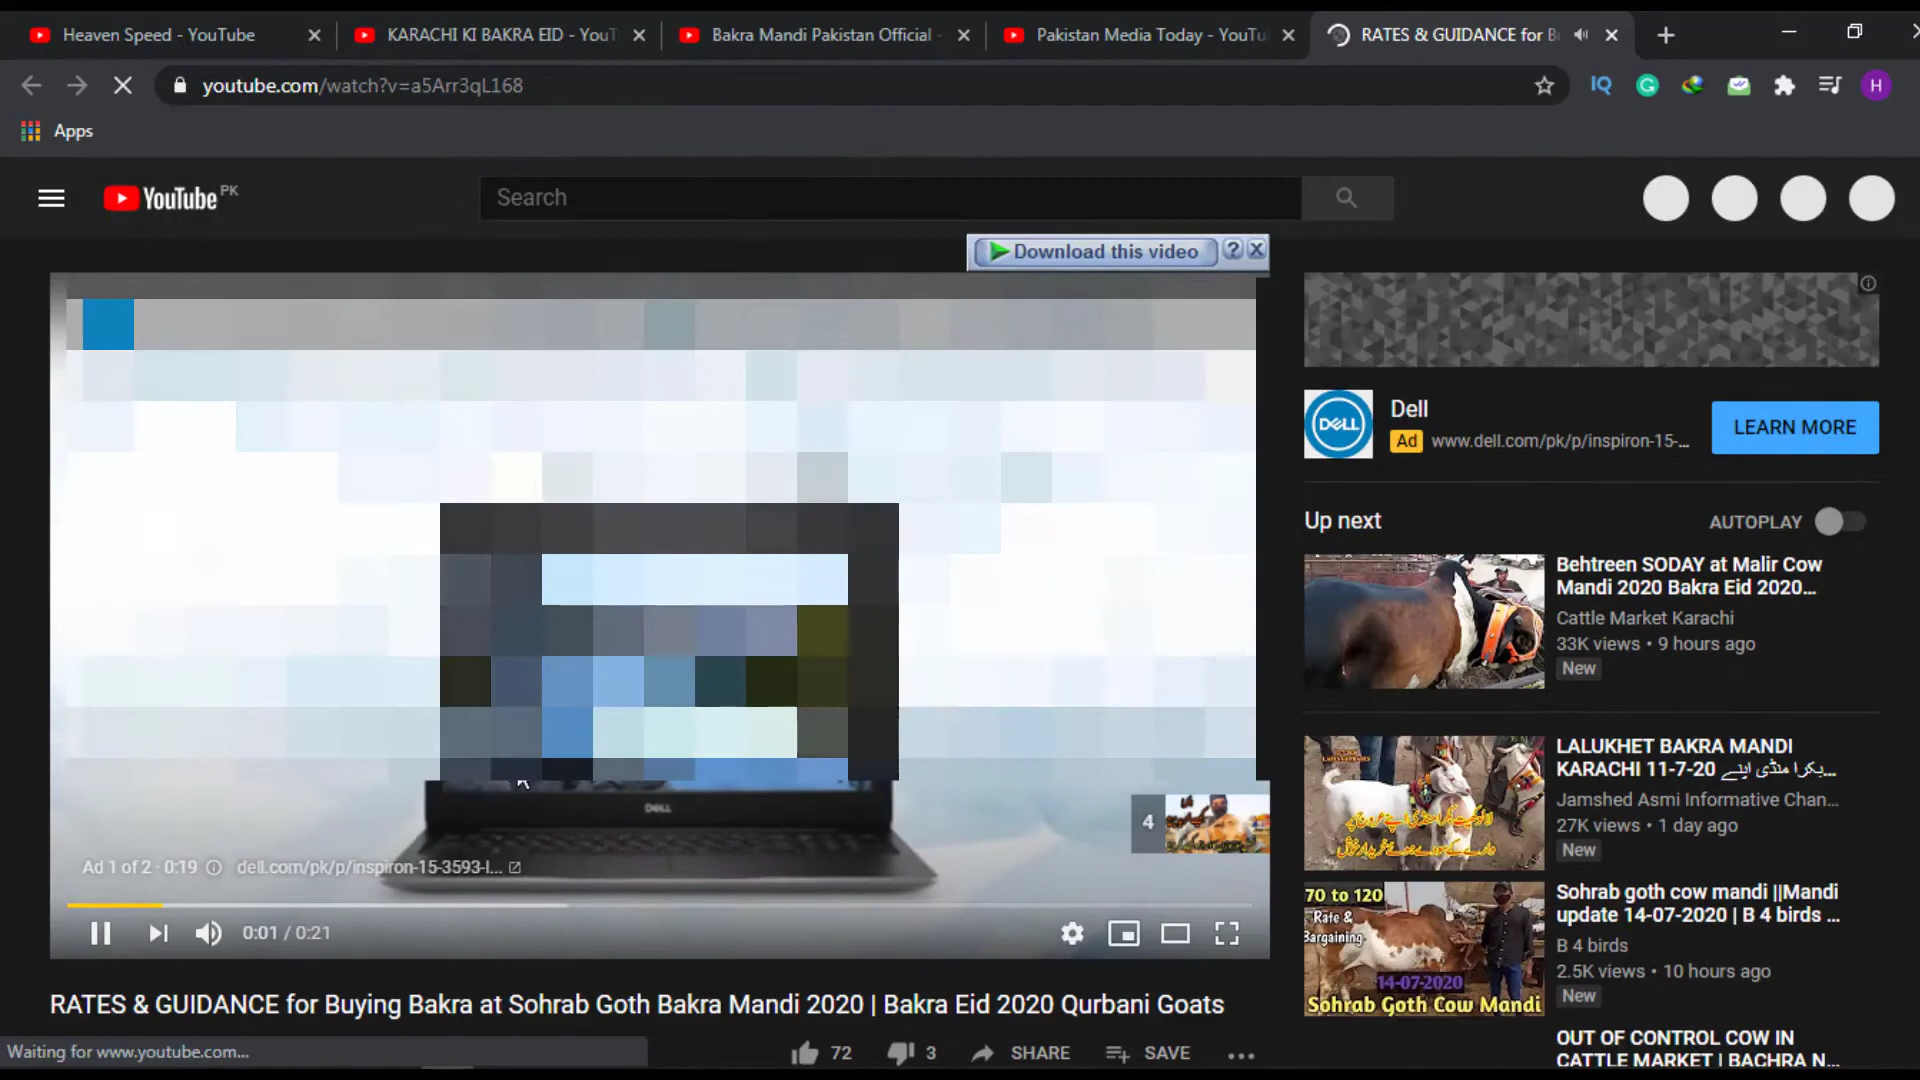 Heaven Speed - YouTube
KARACHI KI BAKRA EID - YouT
Bakra Mandi Pakistan Official -
Pakistan Media Today - YouTu
RATES & GUIDANCE for B
youtube.com/watch?v=a5Arr3qL168
IQ
H
Apps
YouTube PK
Search
Download this video ? X
DELL
Dell
Ad www.dell.com/pk/p/inspiron-15-...
LEARN MORE
DELL
4
Ad 1 of 2 · 0:19 dell.com/pk/p/inspiron-15-3593-l...
0:01 / 0:21
RATES & GUIDANCE for Buying Bakra at Sohrab Goth Bakra Mandi 2020 | Bakra Eid 2020 Qurbani Goats
72
3
SHARE
SAVE
Waiting for www.youtube.com...
Up next
AUTOPLAY
Behtreen SODAY at Malir Cow
Mandi 2020 Bakra Eid 2020...
Cattle Market Karachi
33K views • 9 hours ago
New
LALUKHET BAKRA MANDI
KARACHI 11-7-20 بکرا منڈی اپنے...
Jamshed Asmi Informative Chan...
27K views • 1 day ago
New
70 to 120
Rate &
Bargaining
14-07-2020
Sohrab Goth Cow Mandi
Sohrab goth cow mandi ||Mandi
update 14-07-2020 | B 4 birds ...
B 4 birds
2.5K views • 10 hours ago
New
OUT OF CONTROL COW IN
CATTLE MARKET | BACHRA N...